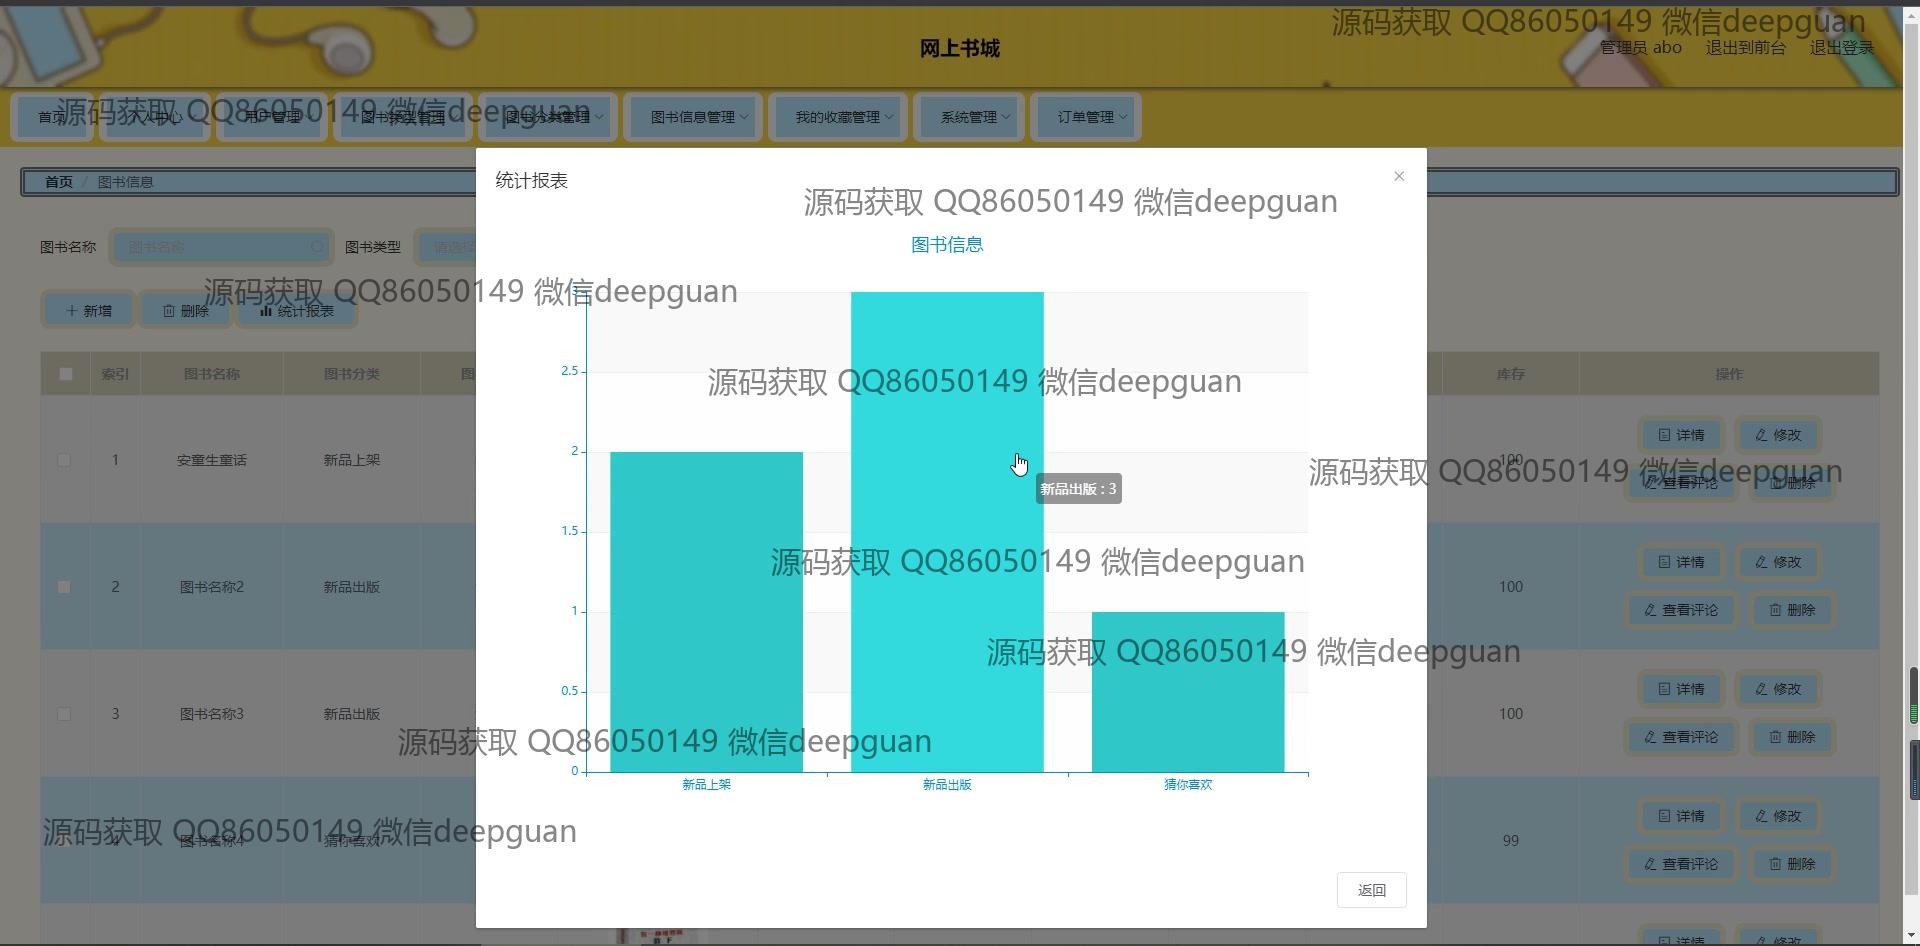 源码获取 QQ86050149 微信deepguan
网上书城
管理员 abo 退出到前台 退出登录
源码获取 QQ86050149 微信deepguan
首页 个人中心 用户管理 图书类型管理 图书分类管理 图书信息管理 我的收藏管理 系统管理 订单管理
统计报表
首页 / 图书信息
源码获取 QQ86050149 微信deepguan
图书信息
图书名称 图书名称 图书类型 请选择
源码获取 QQ86050149 微信deepguan
新增 删除 统计报表
3
2.5
2
1.5
1
0.5
0
源码获取 QQ86050149 微信deepguan
新品出版 : 3
源码获取 QQ86050149 微信deepguan
源码获取 QQ86050149 微信deepguan
源码获取 QQ86050149 微信deepguan
源码获取 QQ86050149 微信deepguan
新品上架 新品出版 猜你喜欢
索引 图书名称 图书分类 图 库存 操作
1 安童生童话 新品上架 100 详情 修改
查看评论 删除
2 图书名称2 新品出版 100 详情 修改
查看评论 删除
3 图书名称3 新品出版 100 详情 修改
查看评论 删除
源码获取 QQ86050149 微信deepguan
4 图书名称4 猜你喜欢 99 详情 修改
查看评论 删除
返回
详情 修改